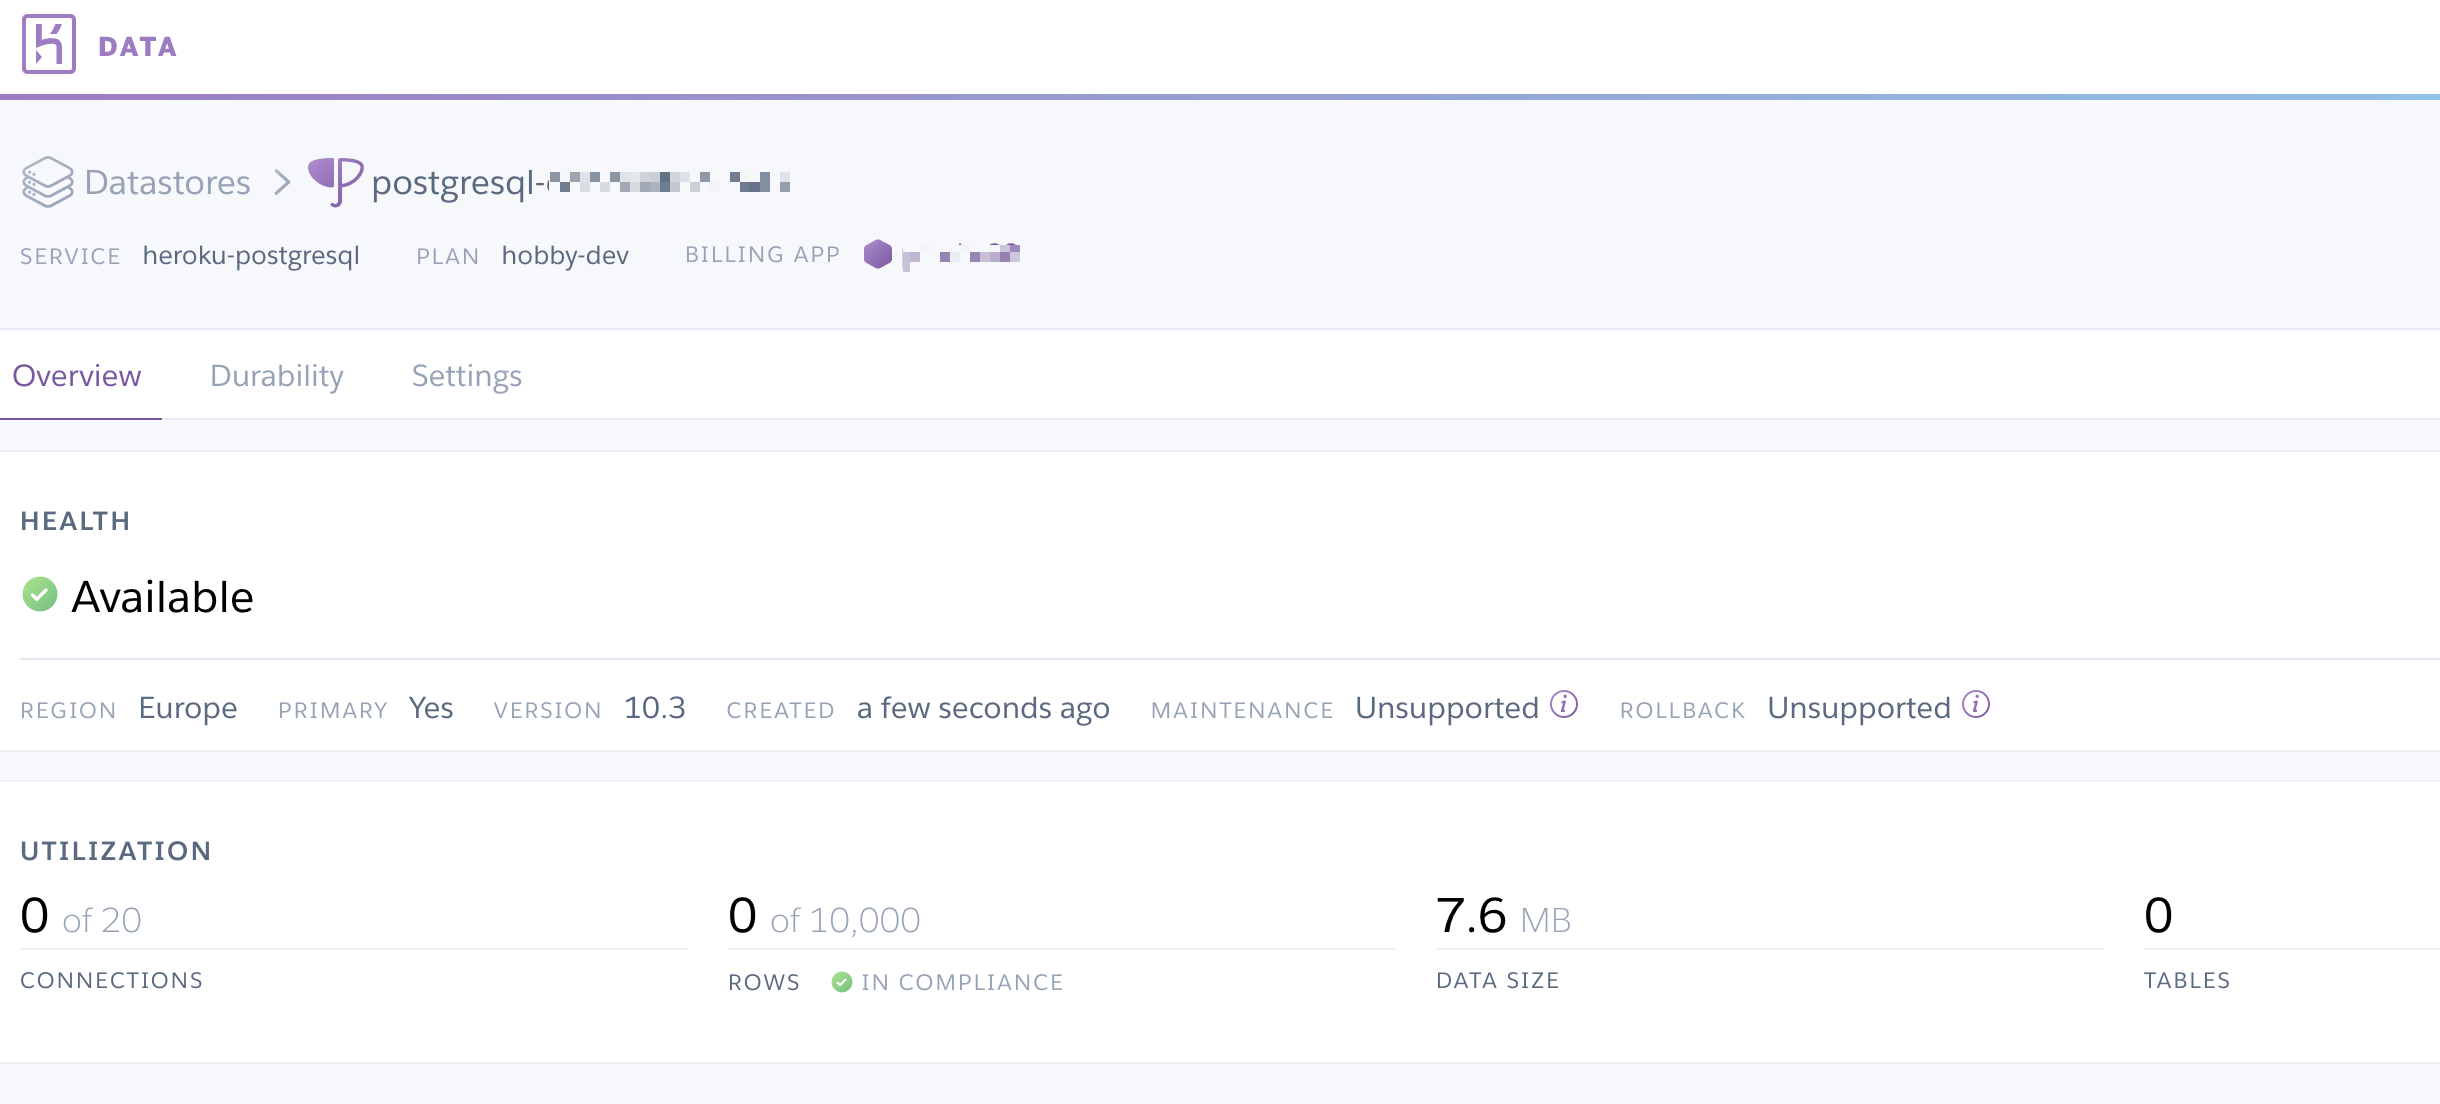 DATA
Datastores > postgresql-
SERVICE heroku-postgresql PLAN hobby-dev BILLING APP
Overview Durability Settings
HEALTH
Available
REGION Europe PRIMARY Yes VERSION 10.3 CREATED a few seconds ago MAINTENANCE Unsupported i ROLLBACK Unsupported i
UTILIZATION
0 of 20 0 of 10,000 7.6 MB 0
CONNECTIONS ROWS IN COMPLIANCE DATA SIZE TABLES